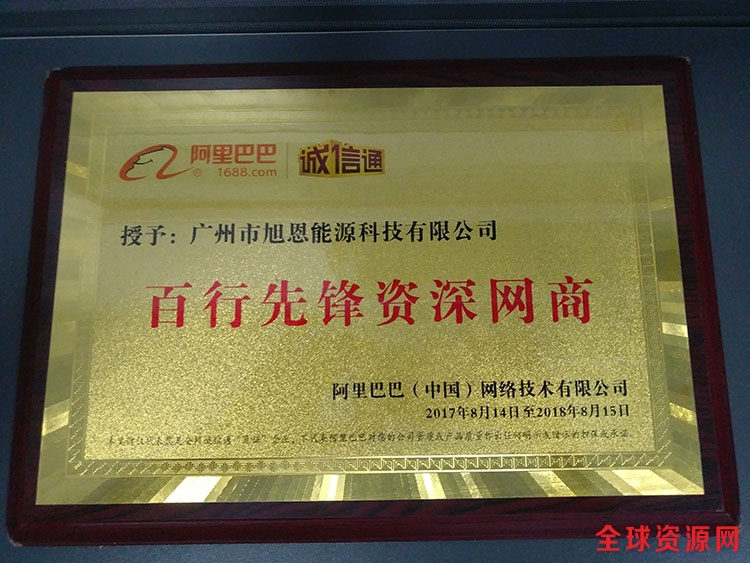 阿里巴巴
1688.com
诚信通
授予：广州市旭恩能源科技有限公司
百行先锋资深网商
阿里巴巴（中国）网络技术有限公司
2017年8月14日至2018年8月15日
全球资源网